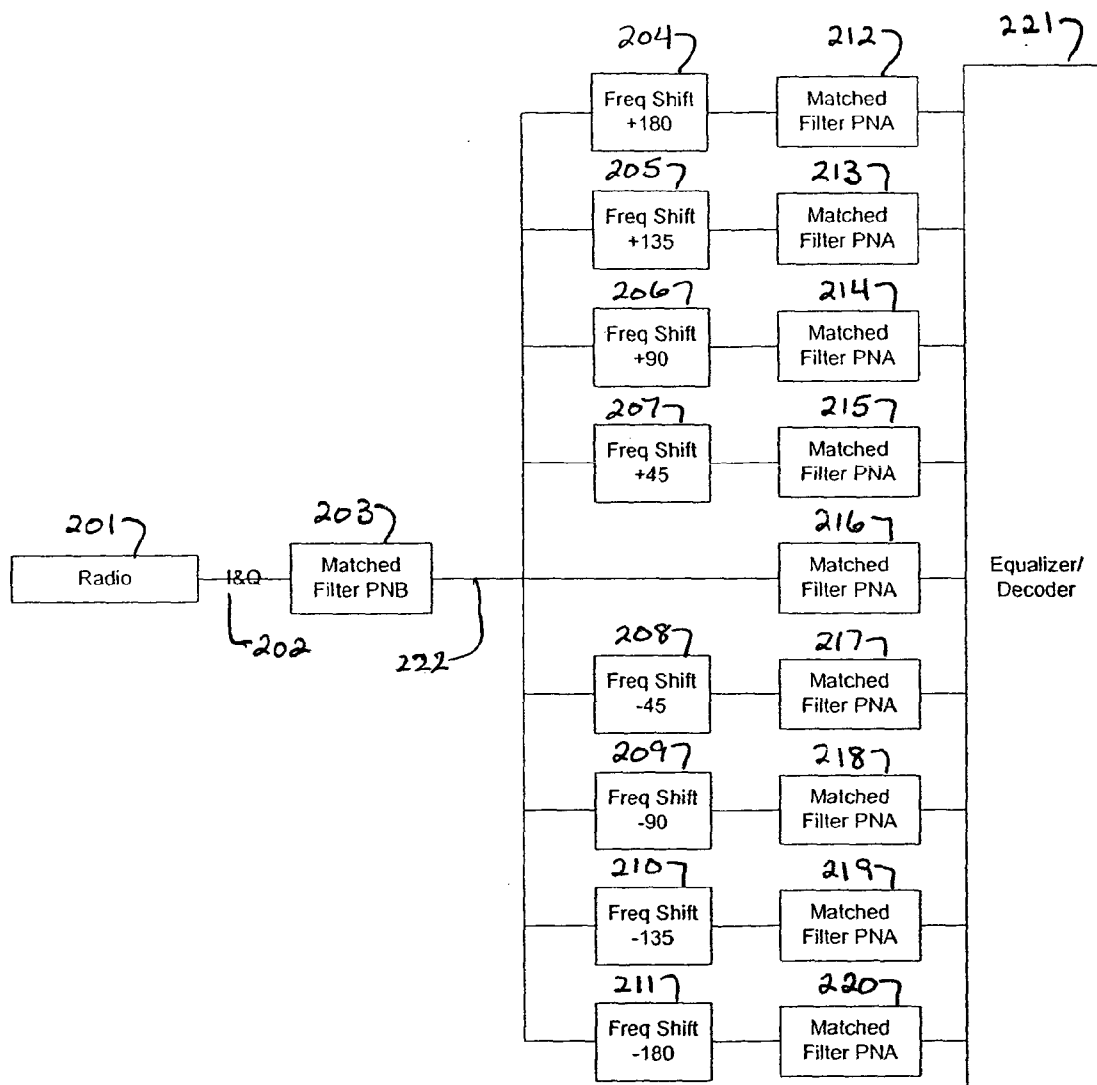 204 212 221
Freq Shift
+180
Matched
Filter PNA
205 213
Freq Shift
+135
Matched
Filter PNA
206 214
Freq Shift
+90
Matched
Filter PNA
207 215
Freq Shift
+45
Matched
Filter PNA
201 203 216
Radio
I&Q
Matched
Filter PNB
Matched
Filter PNA
Equalizer/
Decoder
202 222
208 217
Freq Shift
-45
Matched
Filter PNA
209 218
Freq Shift
-90
Matched
Filter PNA
210 219
Freq Shift
-135
Matched
Filter PNA
211 220
Freq Shift
-180
Matched
Filter PNA